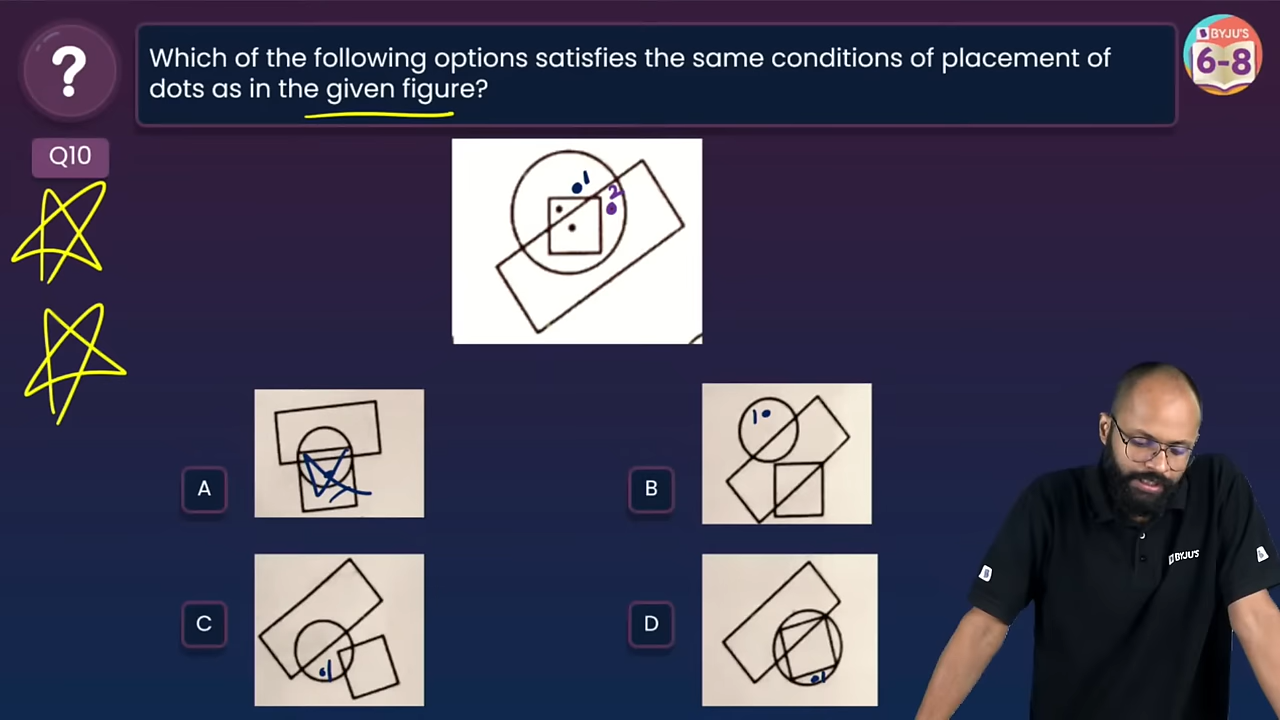 Which of the following options satisfies the same conditions of placement of
dots as in the given figure?
?
BYJU'S
6-8
Q10
1
2
A
B
1
C
1
D
1
BYJU'S